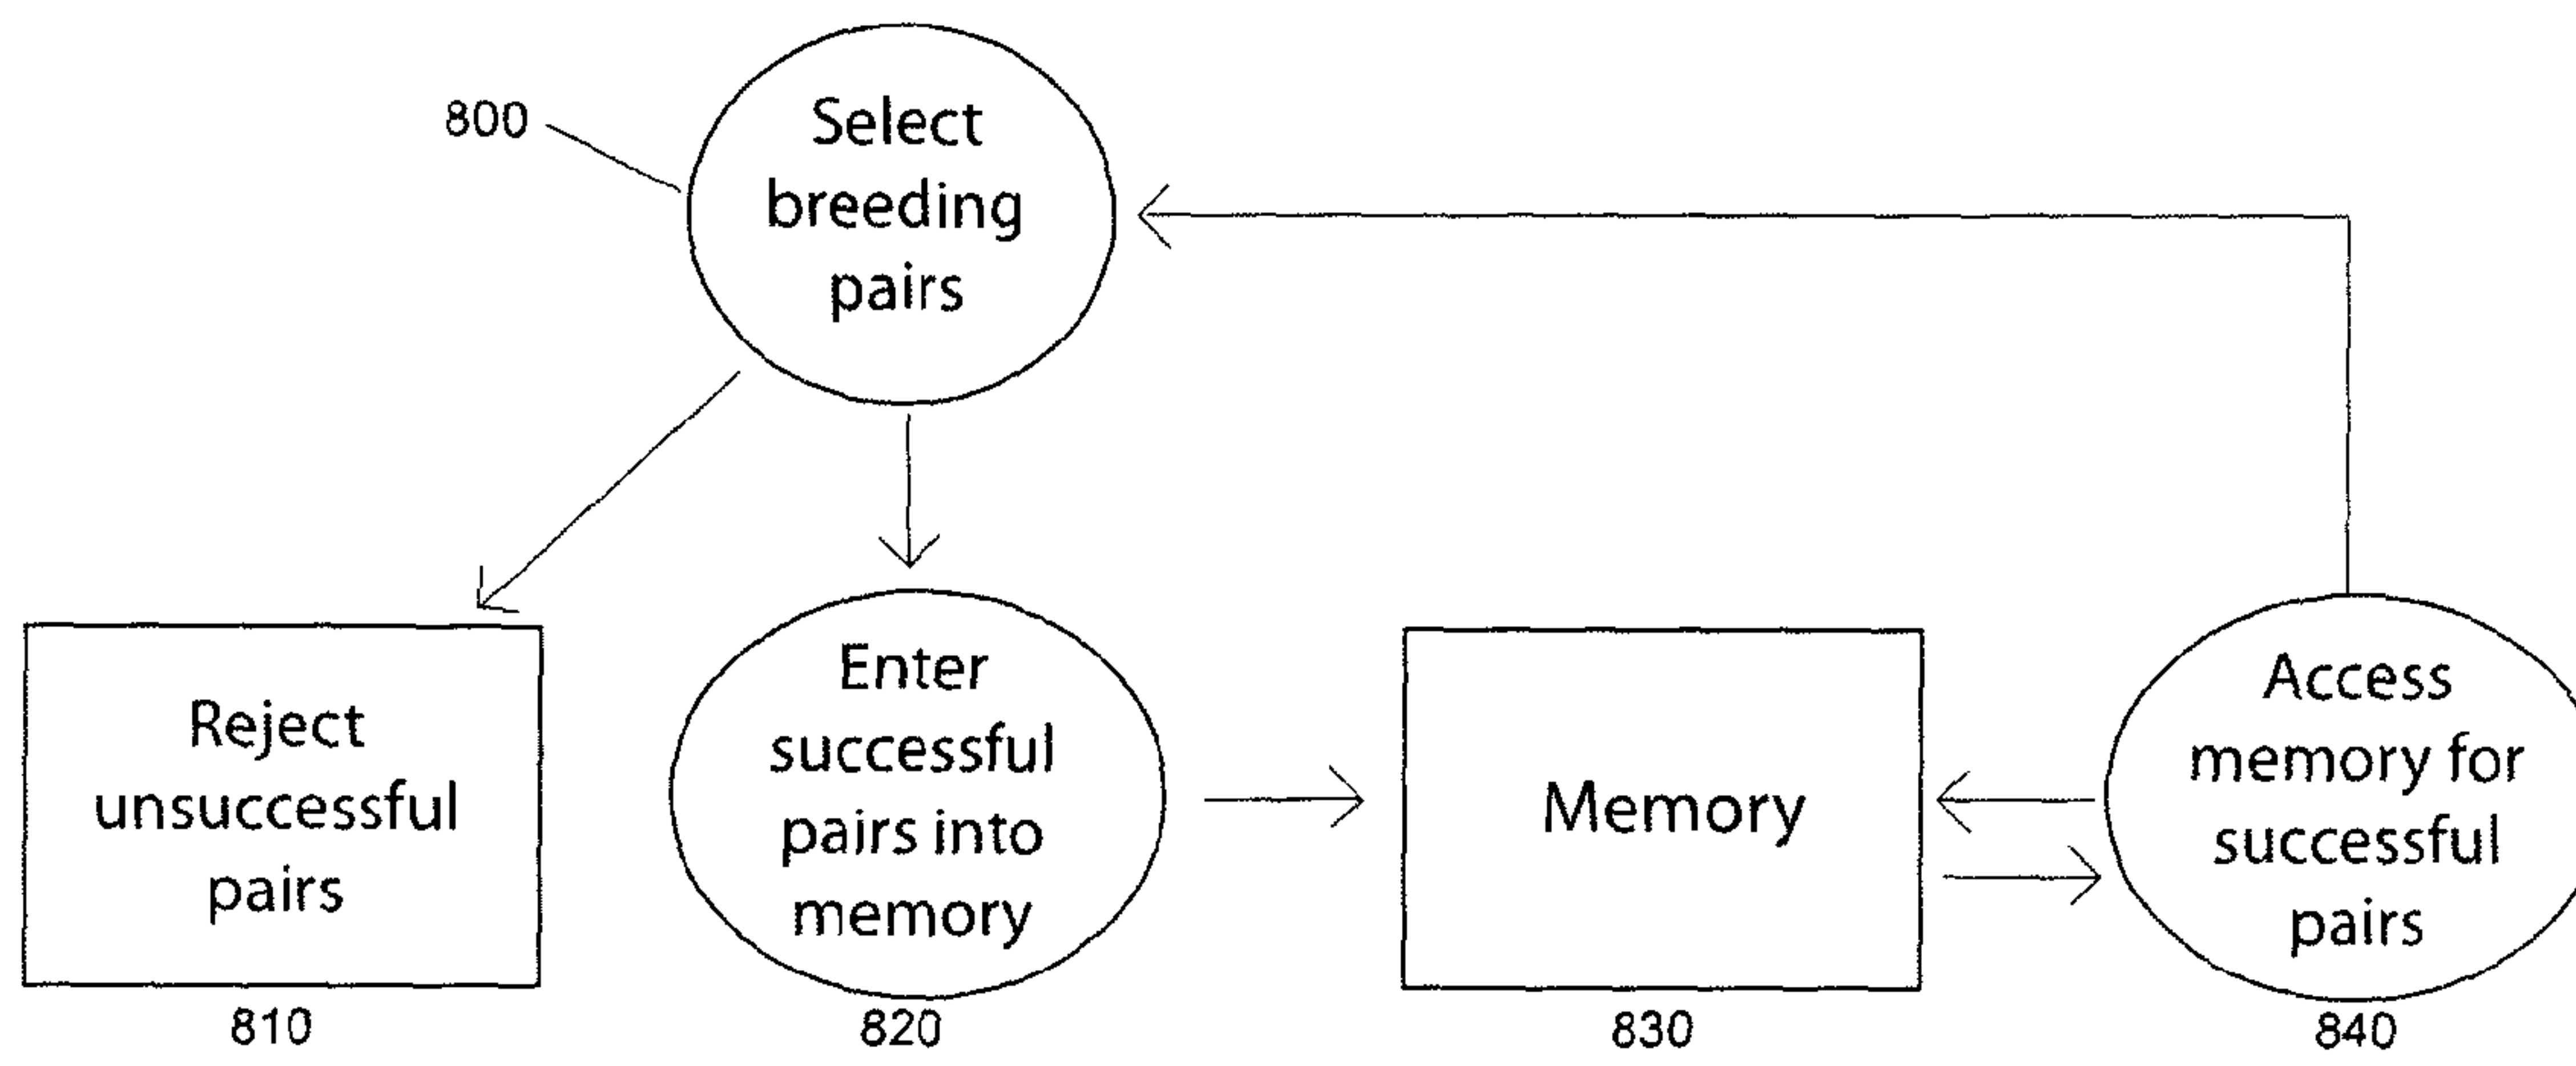 800
Select
breeding
pairs
Reject
unsuccessful
pairs
810
Enter
successful
pairs into
memory
820
Memory
830
Access
memory for
successful
pairs
840